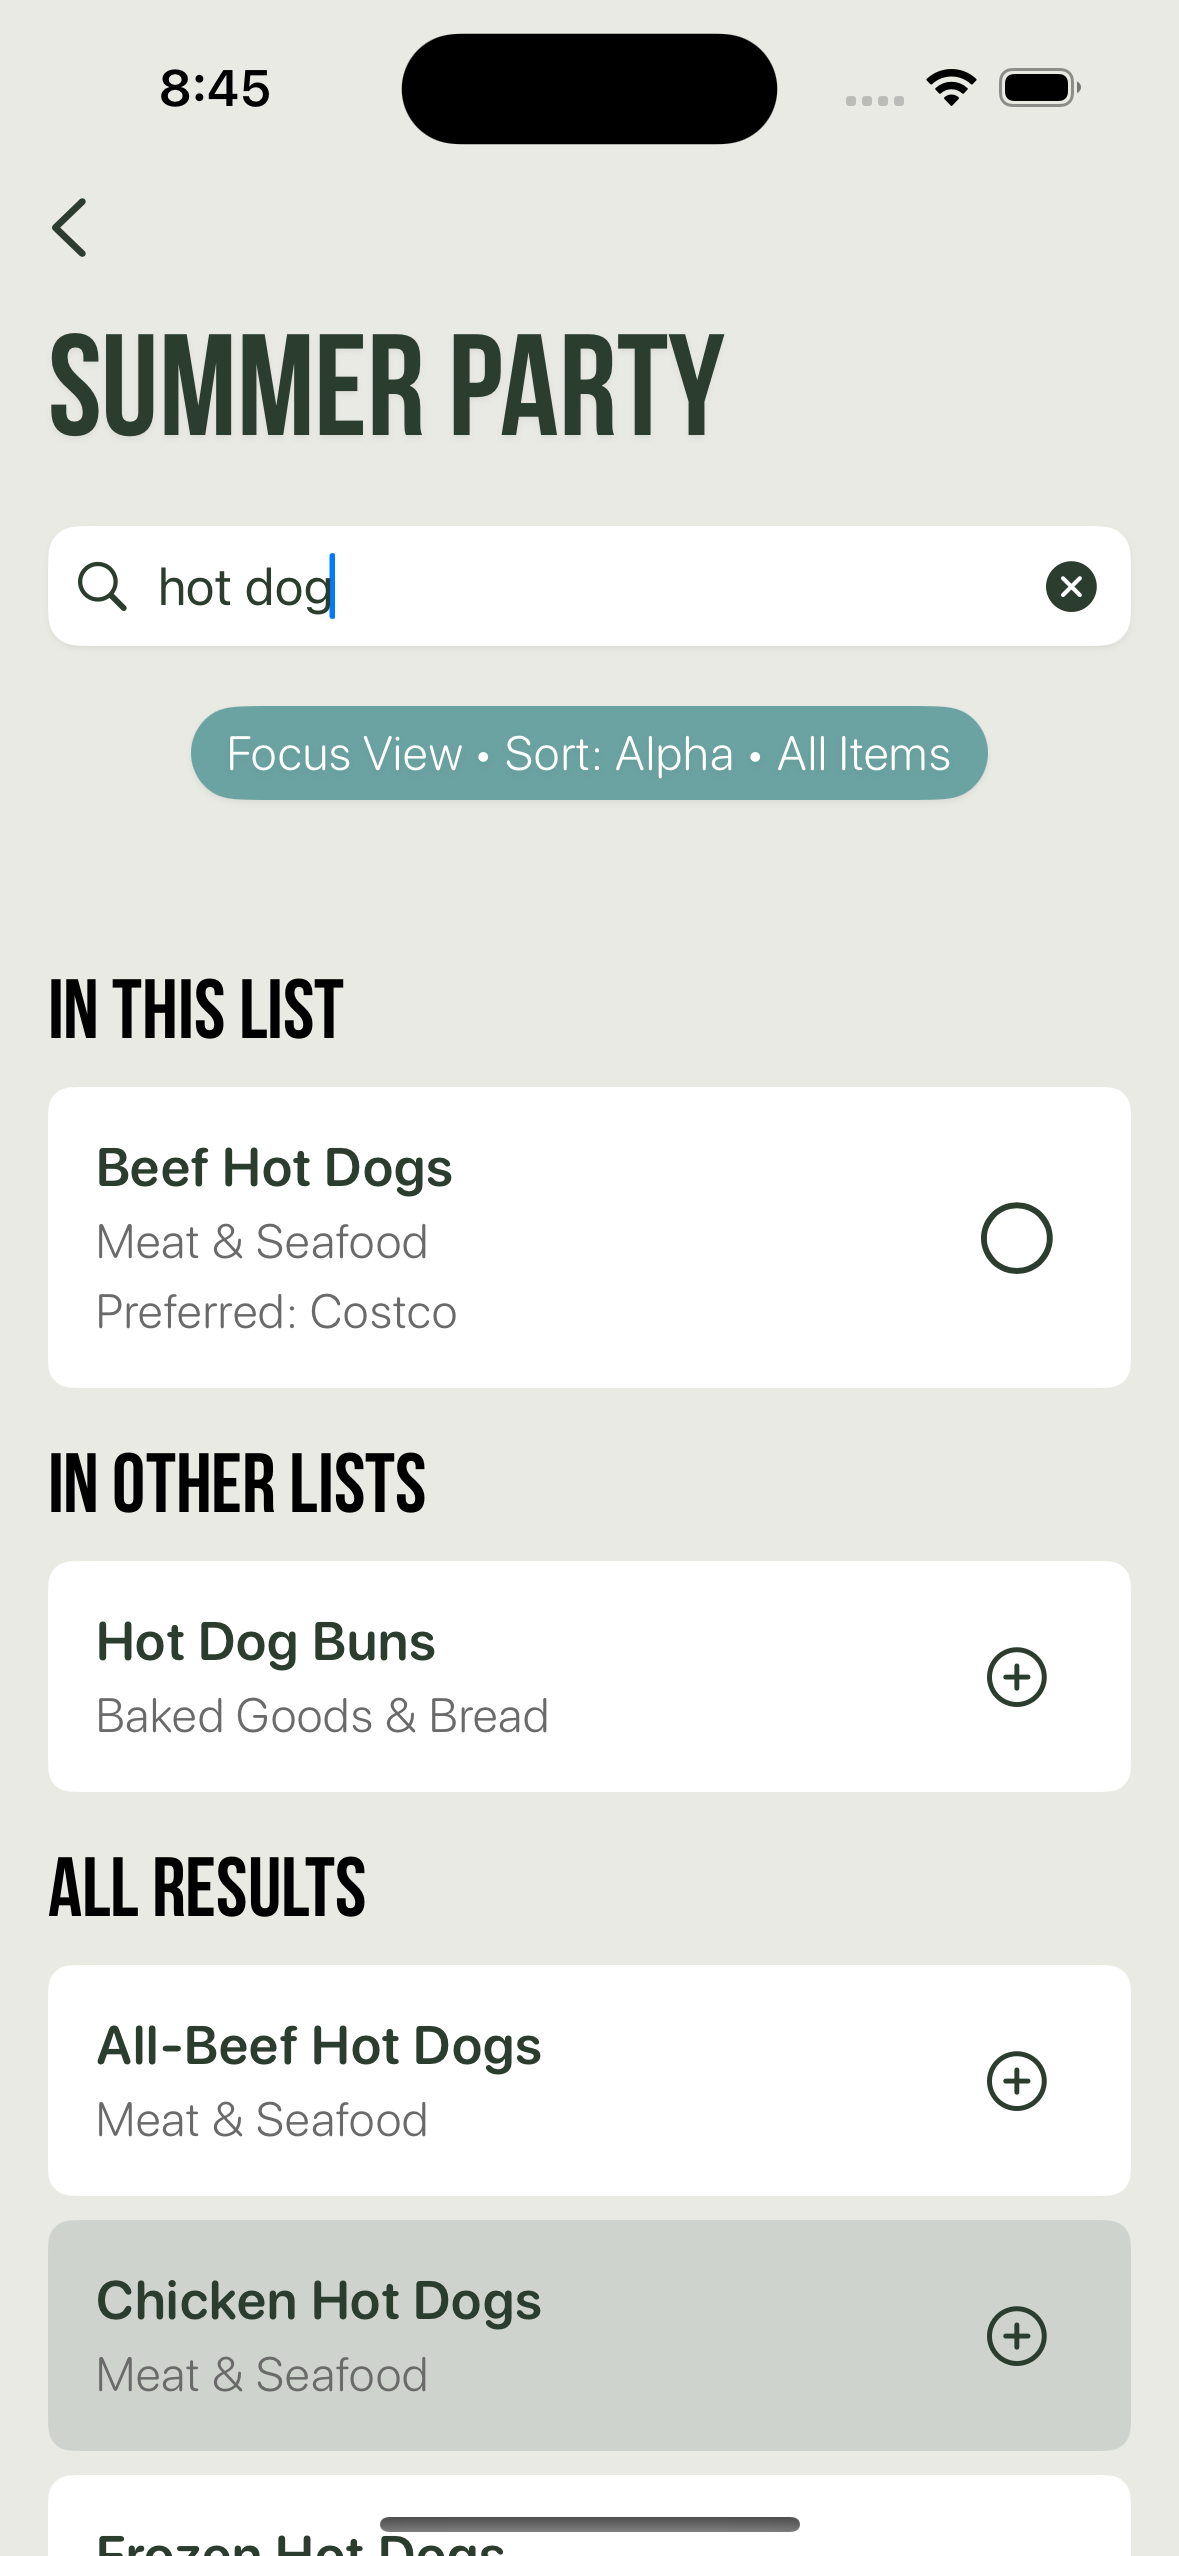 8:45
SUMMER PARTY
hot dog
Focus View • Sort: Alpha • All Items
IN THIS LIST
Beef Hot Dogs
Meat & Seafood
Preferred: Costco
IN OTHER LISTS
Hot Dog Buns
Baked Goods & Bread
ALL RESULTS
All-Beef Hot Dogs
Meat & Seafood
Chicken Hot Dogs
Meat & Seafood
Frozen Hot Dogs